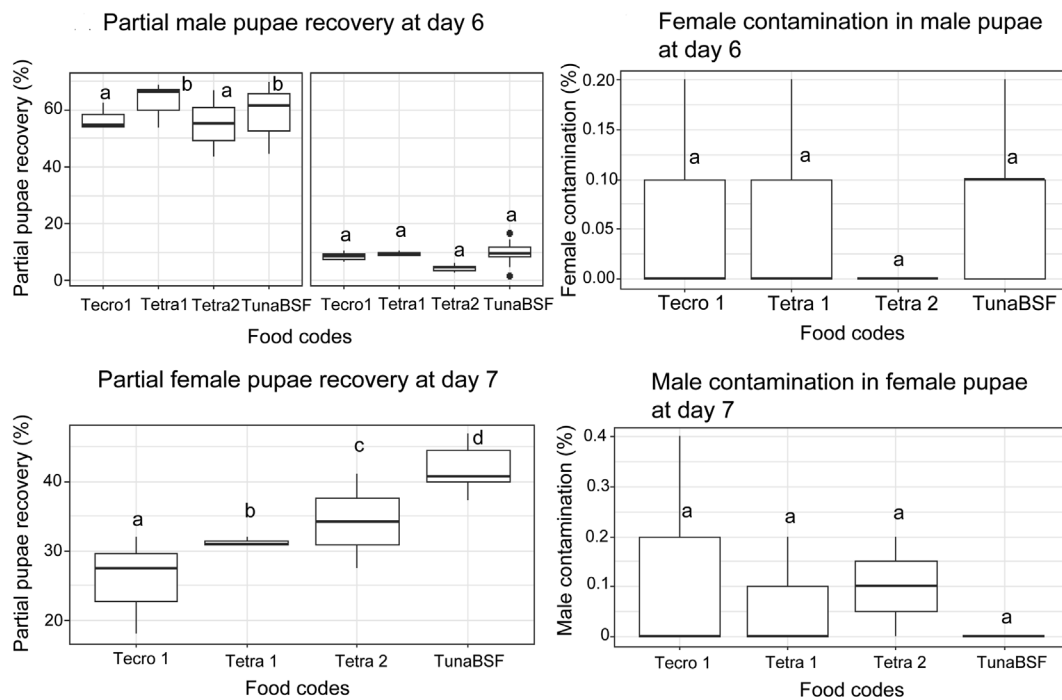 Partial male pupae recovery at day 6
Partial pupae recovery (%)
60
40
20
0
a
b
a
b
a
a
a
a
Tecro1
Tetra1
Tetra2
TunaBSF
Tecro1
Tetra1
Tetra2
TunaBSF
Food codes
Female contamination in male pupae
at day 6
Female contamination (%)
0.20
0.15
0.10
0.05
0.00
a
a
a
a
Tecro 1
Tetra 1
Tetra 2
TunaBSF
Food codes
Partial female pupae recovery at day 7
Partial pupae recovery (%)
40
30
20
a
b
c
d
Tecro 1
Tetra 1
Tetra 2
TunaBSF
Food codes
Male contamination in female pupae
at day 7
Male contamination (%)
0.4
0.3
0.2
0.1
0
a
a
a
a
Tecro 1
Tetra 1
Tetra 2
TunaBSF
Food codes